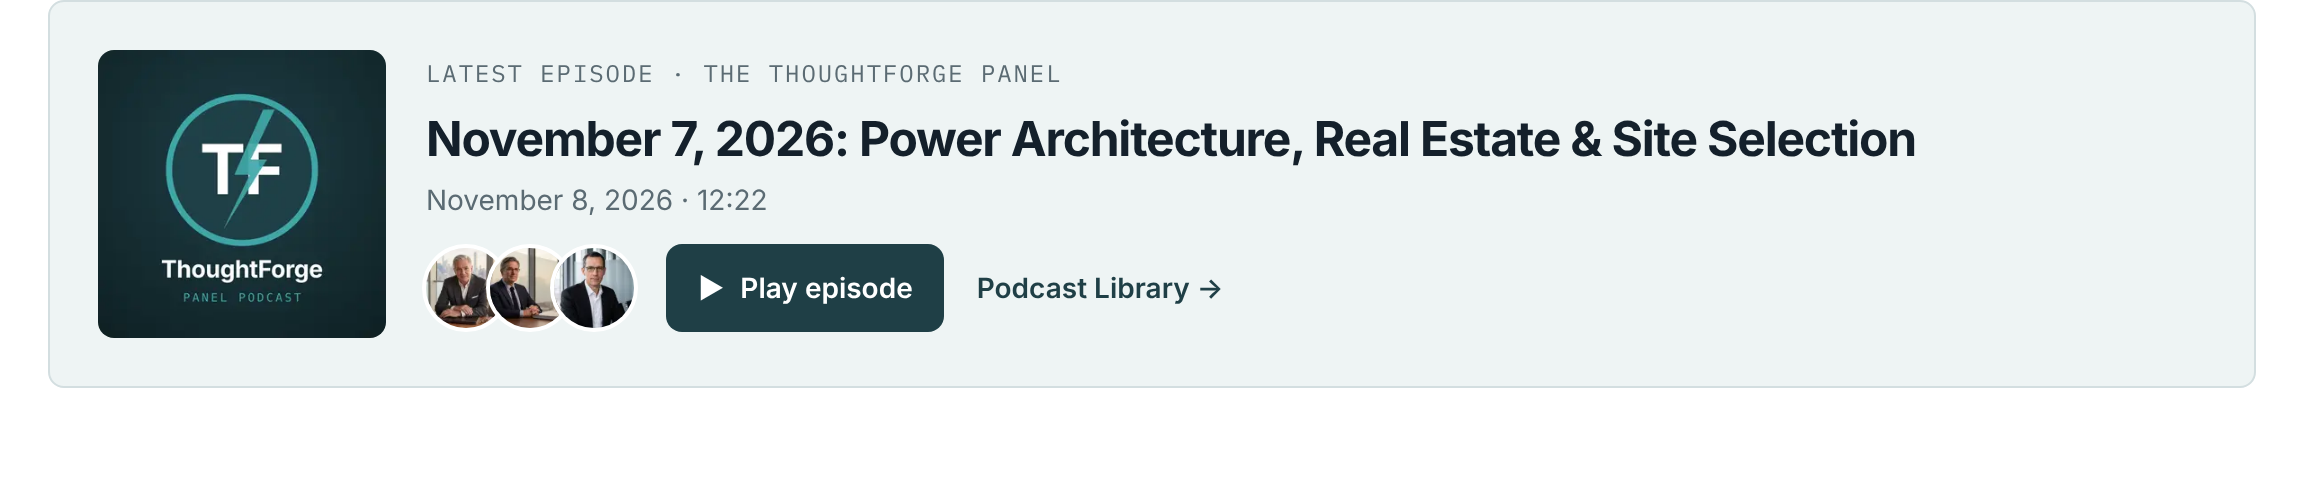 LATEST EPISODE · THE THOUGHTFORGE PANEL
November 7, 2026: Power Architecture, Real Estate & Site Selection
November 8, 2026 · 12:22
TF
ThoughtForge
PANEL PODCAST
▶ Play episode
Podcast Library →